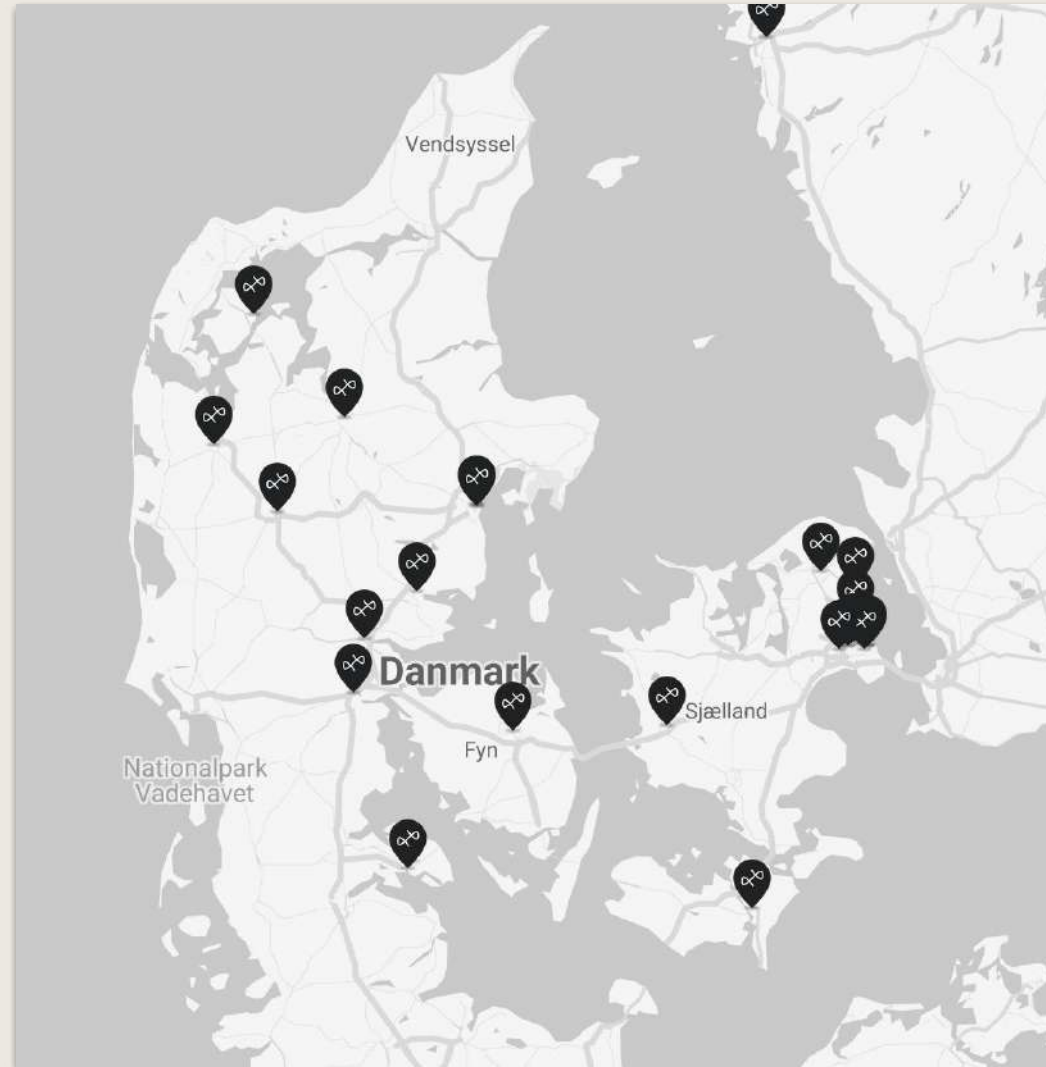 Vendsyssel
Danmark
Sjælland
Fyn
Nationalpark
Vadehavet